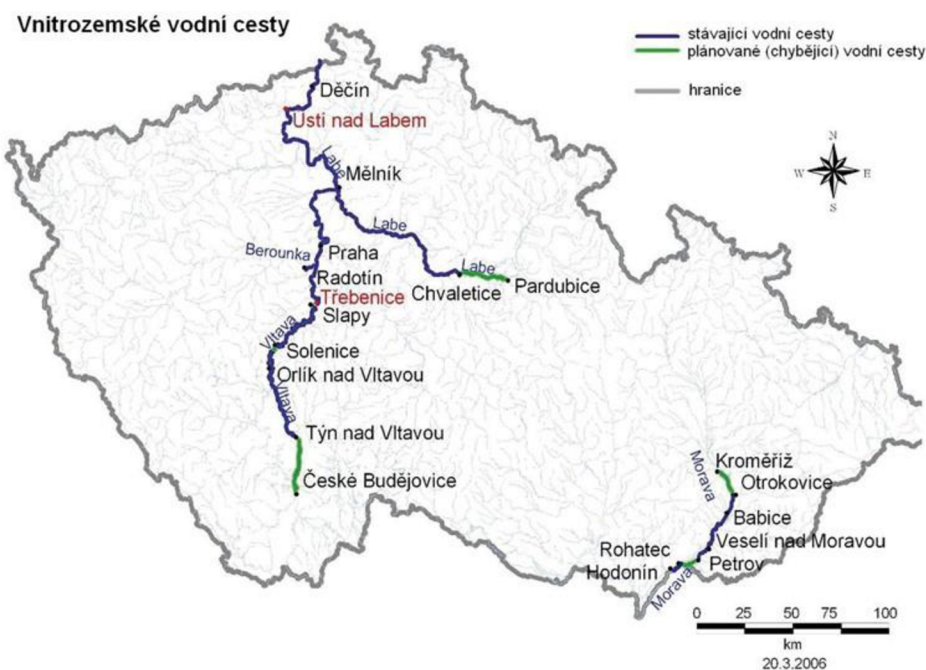 Vnitrozemské vodní cesty
stávající vodní cesty
plánované (chybějící) vodní cesty
hranice
N
W E
S
Děčín
Ústí nad Labem
Labe
Mělník
Labe
Berounka
Praha
Labe
Radotín
Chvaletice
Pardubice
Třebenice
Slapy
Vltava
Solenice
Orlík nad Vltavou
Vltava
Týn nad Vltavou
České Budějovice
Morava
Kroměříž
Otrokovice
Babice
Veselí nad Moravou
Rohatec
Petrov
Hodonín
Morava
0 25 50 75 100
km
20.3.2006